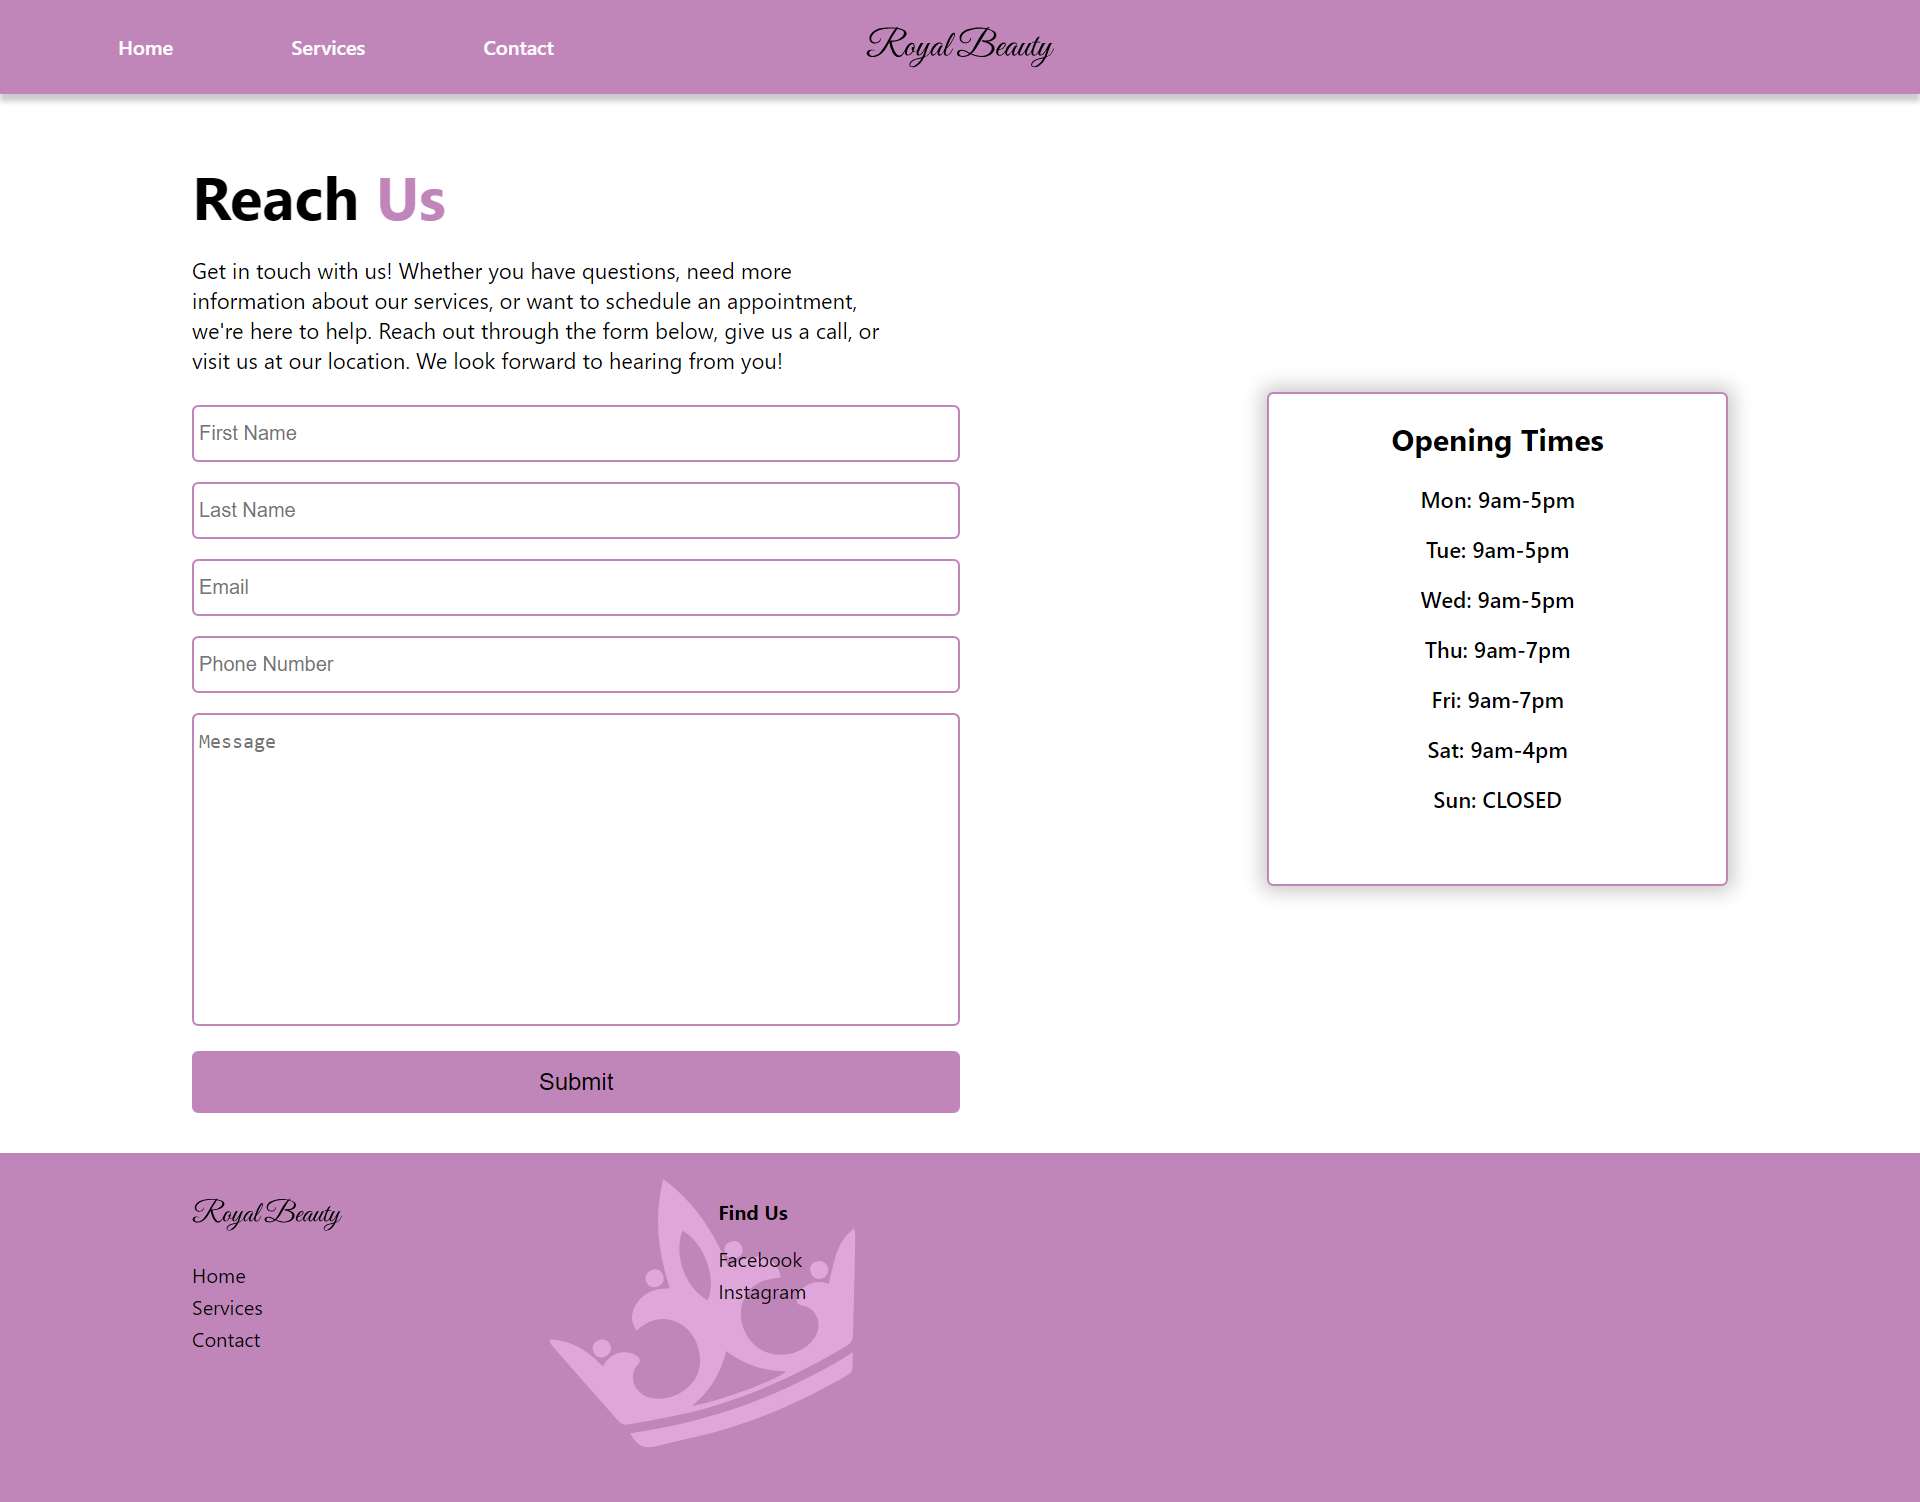 Home
Services
Contact
Royal Beauty
Reach Us
Get in touch with us! Whether you have questions, need more
information about our services, or want to schedule an appointment,
we're here to help. Reach out through the form below, give us a call, or
visit us at our location. We look forward to hearing from you!
First Name
Last Name
Email
Phone Number
Message
Submit
Opening Times
Mon: 9am-5pm
Tue: 9am-5pm
Wed: 9am-5pm
Thu: 9am-7pm
Fri: 9am-7pm
Sat: 9am-4pm
Sun: CLOSED
Royal Beauty
Home
Services
Contact
Find Us
Facebook
Instagram